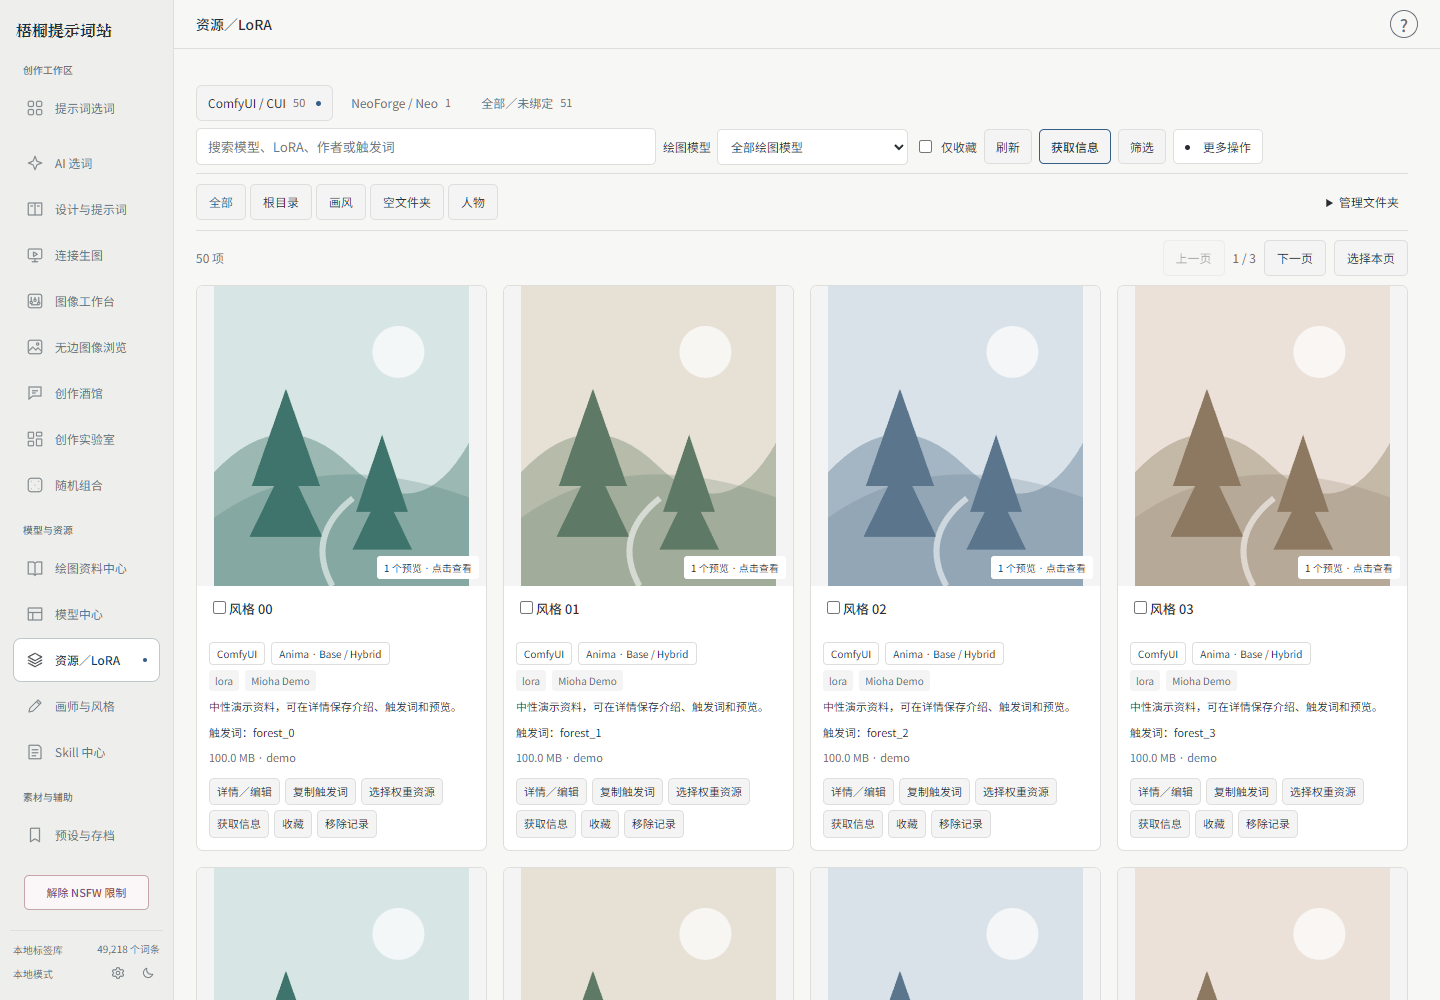 梧桐提示词站
创作工作区
提示词选词
AI 选词
设计与提示词
连接生图
图像工作台
无边图像浏览
创作酒馆
创作实验室
随机组合
模型与资源
绘图资料中心
模型中心
资源／LoRA
画师与风格
Skill 中心
素材与辅助
预设与存档
解除 NSFW 限制
本地标签库 49,218 个词条
本地模式
资源／LoRA ?
ComfyUI / CUI 50 NeoForge / Neo 1 全部／未绑定 51
搜索模型、LoRA、作者或触发词 绘图模型 全部绘图模型 仅收藏 刷新 获取信息 筛选 更多操作
全部 根目录 画风 空文件夹 人物 管理文件夹
50 项 上一页 1 / 3 下一页 选择本页
1 个预览 · 点击查看 1 个预览 · 点击查看 1 个预览 · 点击查看 1 个预览 · 点击查看
风格 00 风格 01 风格 02 风格 03
ComfyUI Anima · Base / Hybrid ComfyUI Anima · Base / Hybrid ComfyUI Anima · Base / Hybrid ComfyUI Anima · Base / Hybrid
lora Mioha Demo lora Mioha Demo lora Mioha Demo lora Mioha Demo
中性演示资料，可在详情保存介绍、触发词和预览。 中性演示资料，可在详情保存介绍、触发词和预览。 中性演示资料，可在详情保存介绍、触发词和预览。 中性演示资料，可在详情保存介绍、触发词和预览。
触发词：forest_0 触发词：forest_1 触发词：forest_2 触发词：forest_3
100.0 MB · demo 100.0 MB · demo 100.0 MB · demo 100.0 MB · demo
详情／编辑 复制触发词 选择权重资源 详情／编辑 复制触发词 选择权重资源 详情／编辑 复制触发词 选择权重资源 详情／编辑 复制触发词 选择权重资源
获取信息 收藏 移除记录 获取信息 收藏 移除记录 获取信息 收藏 移除记录 获取信息 收藏 移除记录